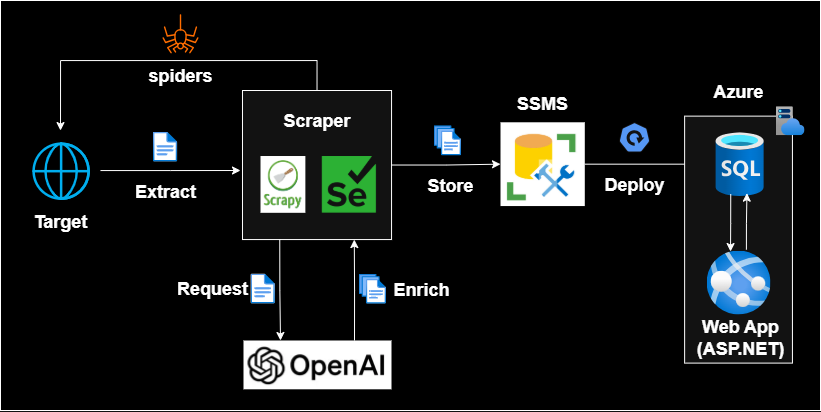 spiders
SSMS
Azure
Scraper
Scrapy
Se
SQL
Extract
Store
Deploy
Target
Request
Enrich
Web App
(ASP.NET)
OpenAI